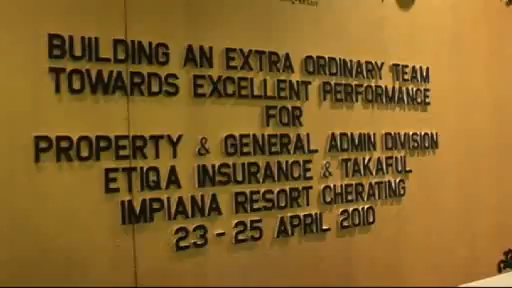 BUILDING AN EXTRA ORDINARY TEAM
TOWARDS EXCELLENT PERFORMANCE
FOR
PROPERTY & GENERAL ADMIN DIVISION
ETIQA INSURANCE & TAKAFUL
IMPIANA RESORT CHERATING
23 - 25 APRIL 2010